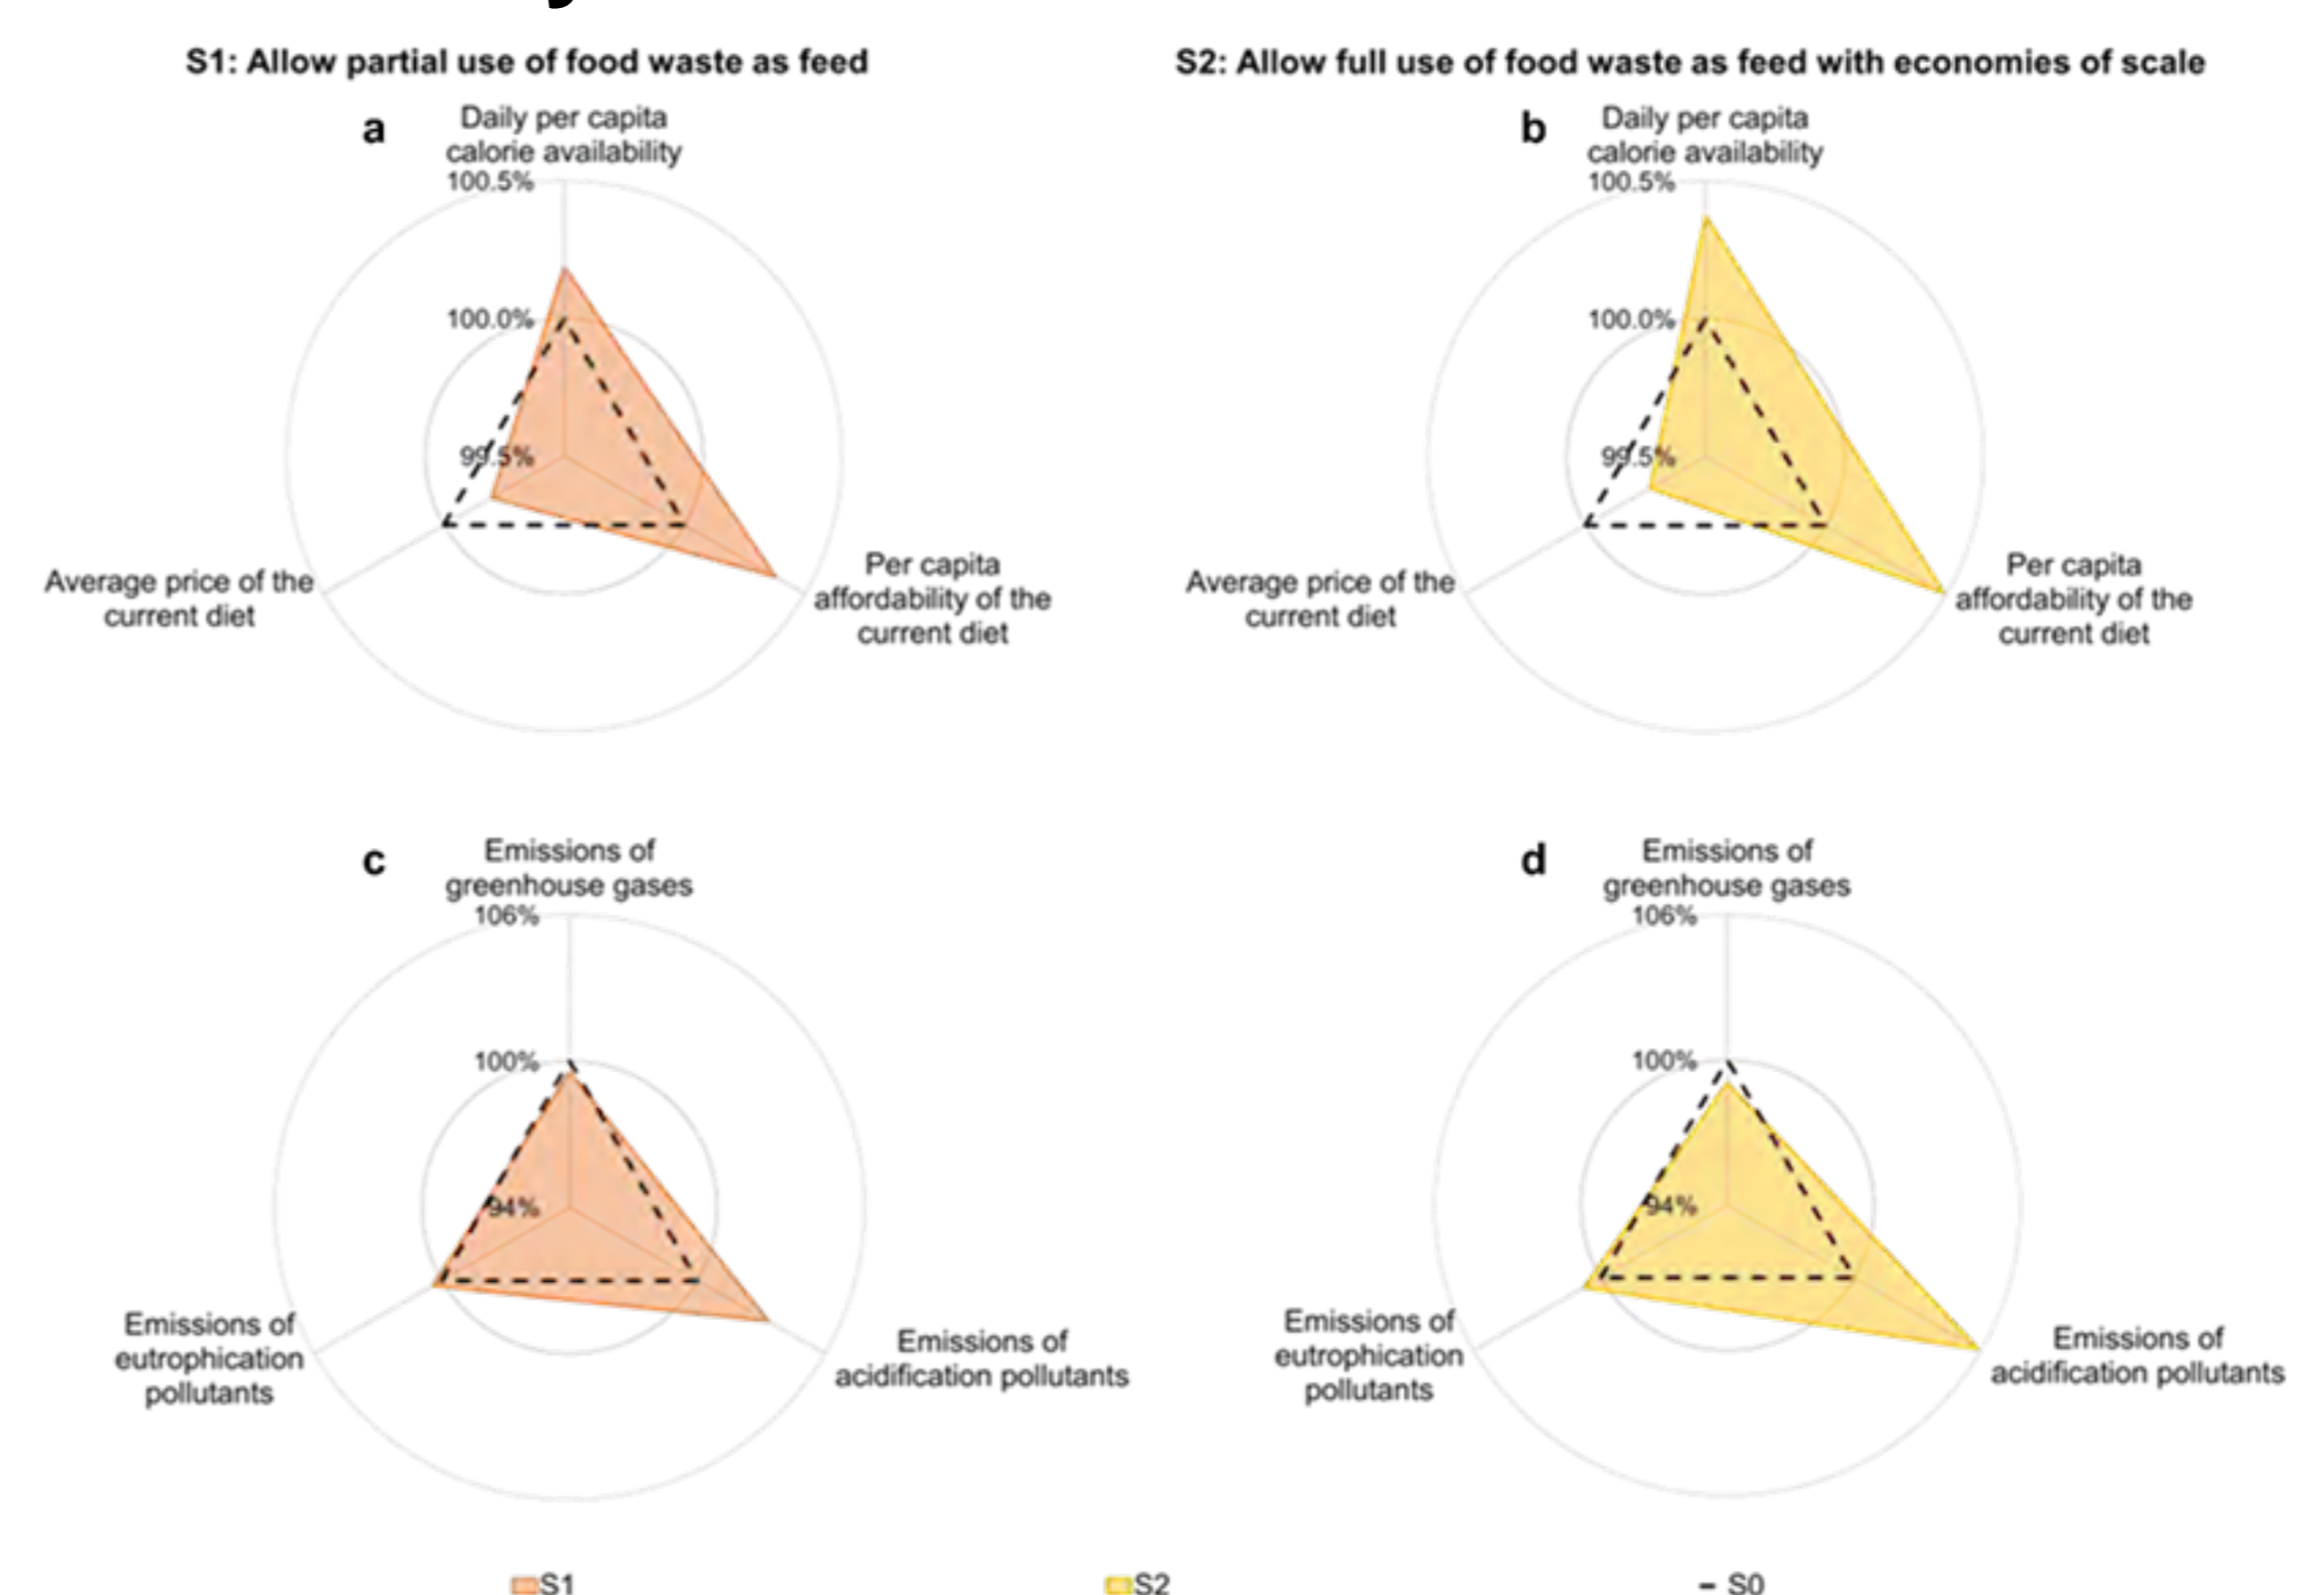 S1: Allow partial use of food waste as feed
S2: Allow full use of food waste as feed with economies of scale
a
Daily per capita
calorie availability
100.5%
100.0%
99.5%
Average price of the
current diet
Per capita
affordability of the
current diet
b
Daily per capita
calorie availability
100.5%
100.0%
99.5%
Average price of the
current diet
Per capita
affordability of the
current diet
c
Emissions of
greenhouse gases
106%
100%
94%
Emissions of
eutrophication
pollutants
Emissions of
acidification pollutants
d
Emissions of
greenhouse gases
106%
100%
94%
Emissions of
eutrophication
pollutants
Emissions of
acidification pollutants
S1
S2
S0